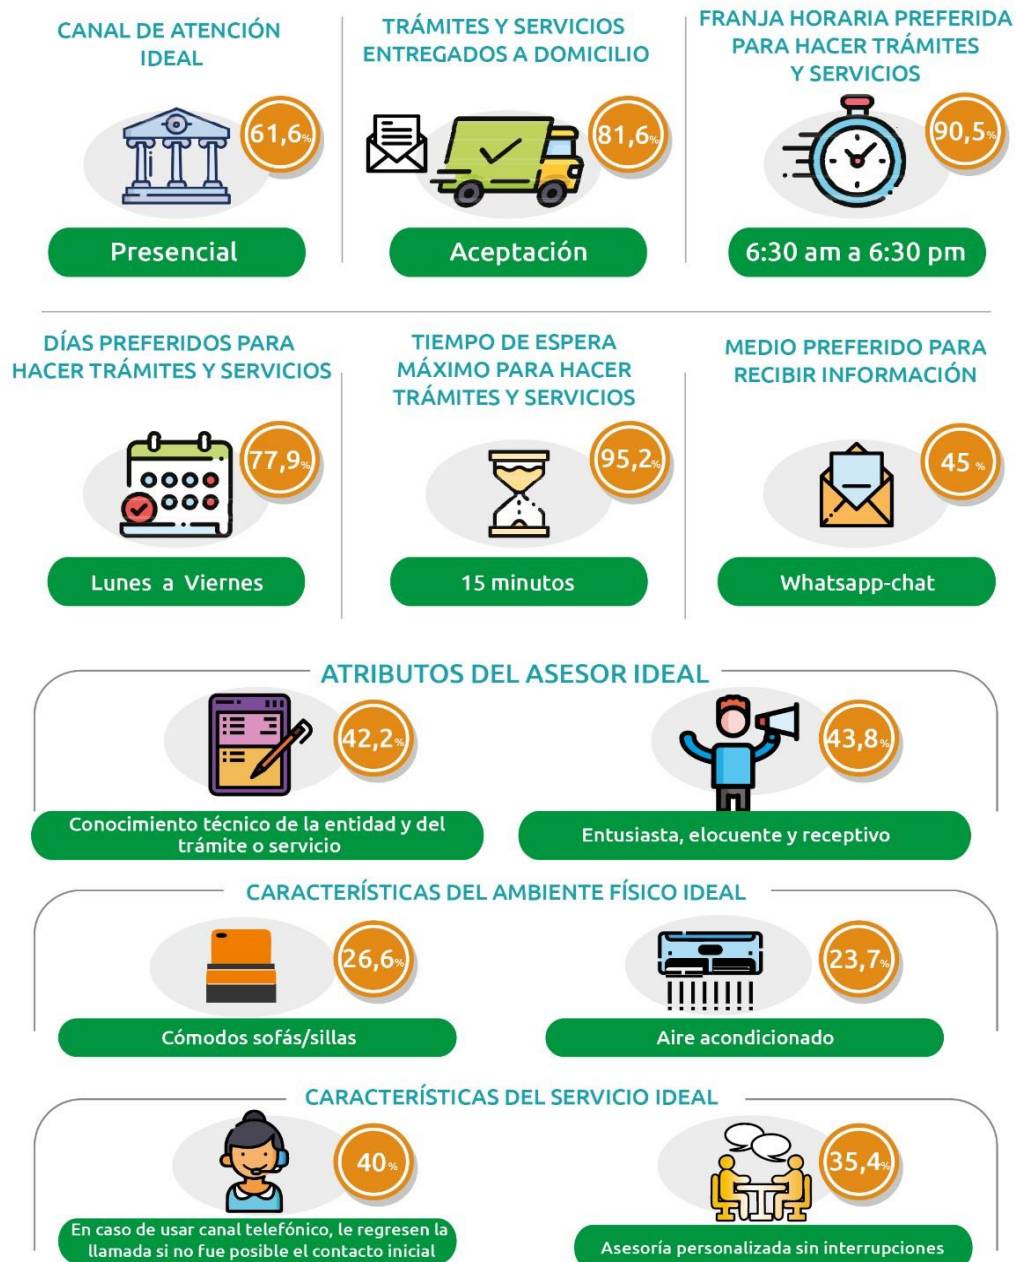 CANAL DE ATENCIÓN
IDEAL
61,6%
Presencial
TRÁMITES Y SERVICIOS
ENTREGADOS A DOMICILIO
81,6%
Aceptación
FRANJA HORARIA PREFERIDA
PARA HACER TRÁMITES
Y SERVICIOS
90,5%
6:30 am a 6:30 pm
DÍAS PREFERIDOS PARA
HACER TRÁMITES Y SERVICIOS
77,9%
Lunes a Viernes
TIEMPO DE ESPERA
MÁXIMO PARA HACER
TRÁMITES Y SERVICIOS
95,2%
15 minutos
MEDIO PREFERIDO PARA
RECIBIR INFORMACIÓN
45 %
Whatsapp-chat
ATRIBUTOS DEL ASESOR IDEAL
42,2%
Conocimiento técnico de la entidad y del
trámite o servicio
43,8%
Entusiasta, elocuente y receptivo
CARACTERÍSTICAS DEL AMBIENTE FÍSICO IDEAL
26,6%
Cómodos sofás/sillas
23,7%
Aire acondicionado
CARACTERÍSTICAS DEL SERVICIO IDEAL
40%
En caso de usar canal telefónico, le regresen la
llamada si no fue posible el contacto inicial
35,4%
Asesoría personalizada sin interrupciones